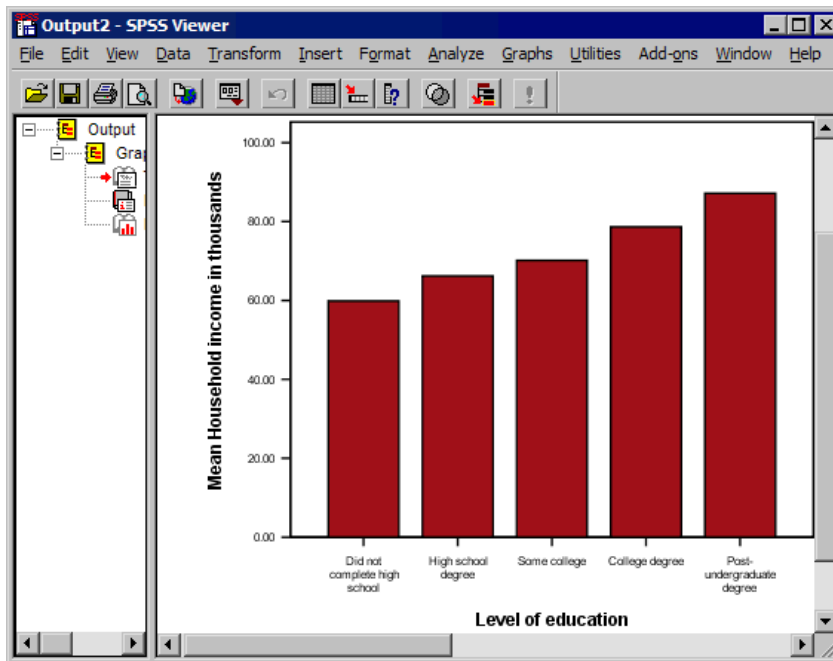 Output2 - SPSS Viewer
File Edit View Data Transform Insert Format Analyze Graphs Utilities Add-ons Window Help
Output
Gra
100.00
80.00
60.00
40.00
20.00
0.00
Mean Household income in thousands
Did not
complete high
school
High school
degree
Some college
College degree
Post-
undergraduate
degree
Level of education